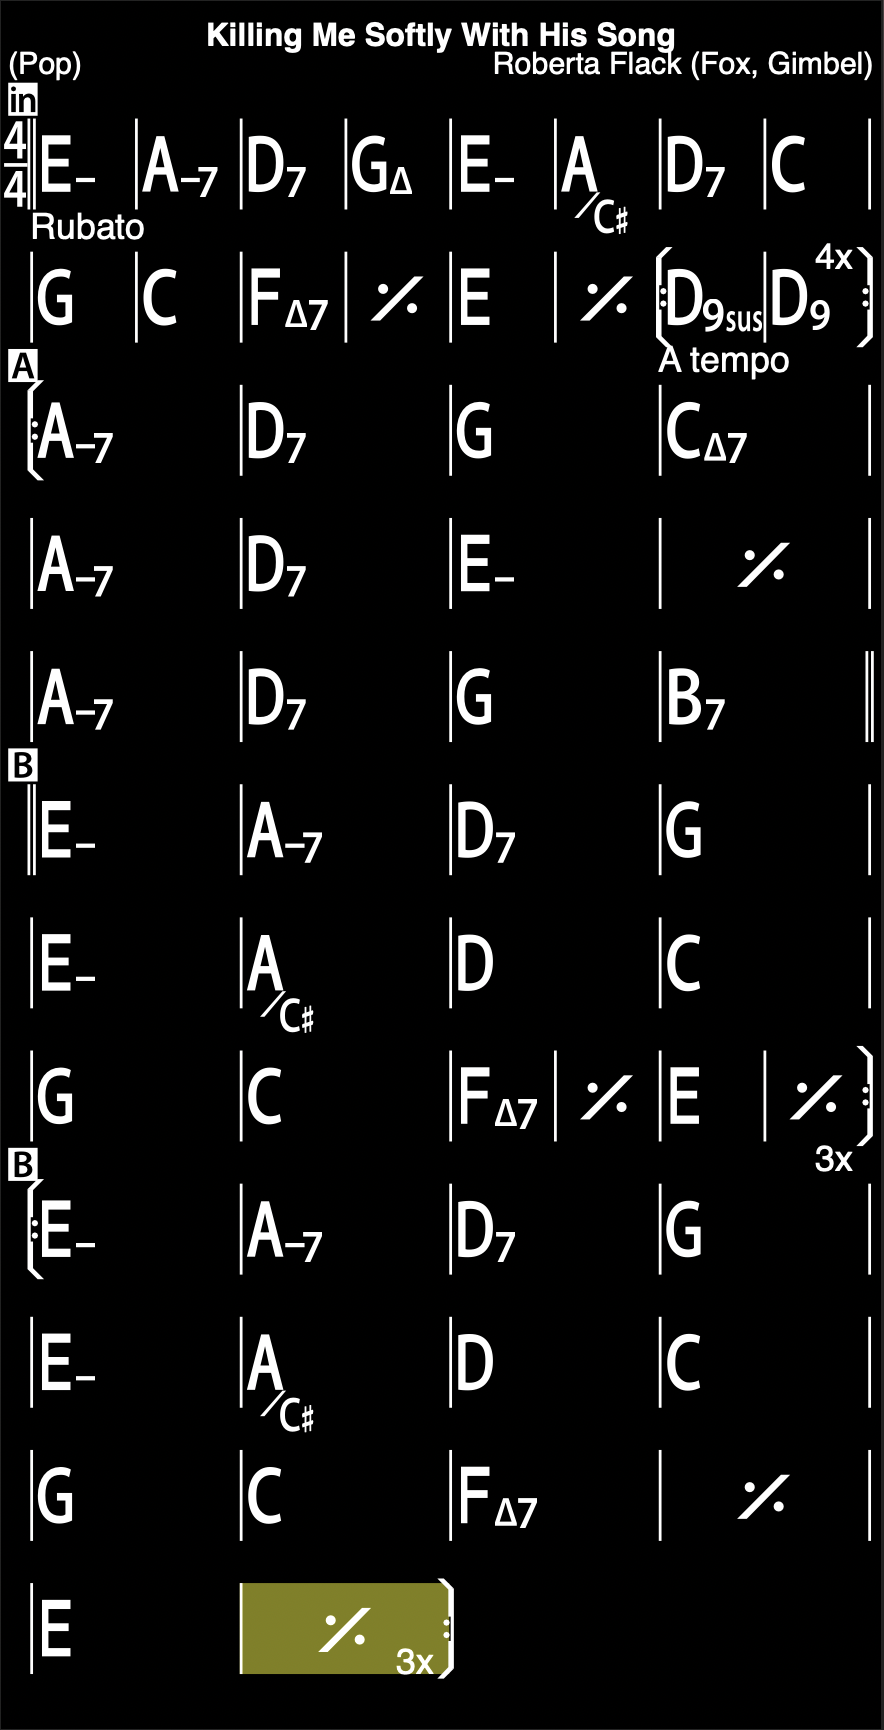 Killing Me Softly With His Song
(Pop) Roberta Flack (Fox, Gimbel)
in
4/4 E– A–7 D7 GΔ E– A/C♯ D7 C
Rubato
G C FΔ7 𝄎 E 𝄎 D9sus D9 4x
A tempo
A
A–7 D7 G CΔ7
A–7 D7 E– 𝄎
A–7 D7 G B7
B
E– A–7 D7 G
E– A/C♯ D C
G C FΔ7 𝄎 E 𝄎
3x
B
E– A–7 D7 G
E– A/C♯ D C
G C FΔ7 𝄎
E 𝄎 3x